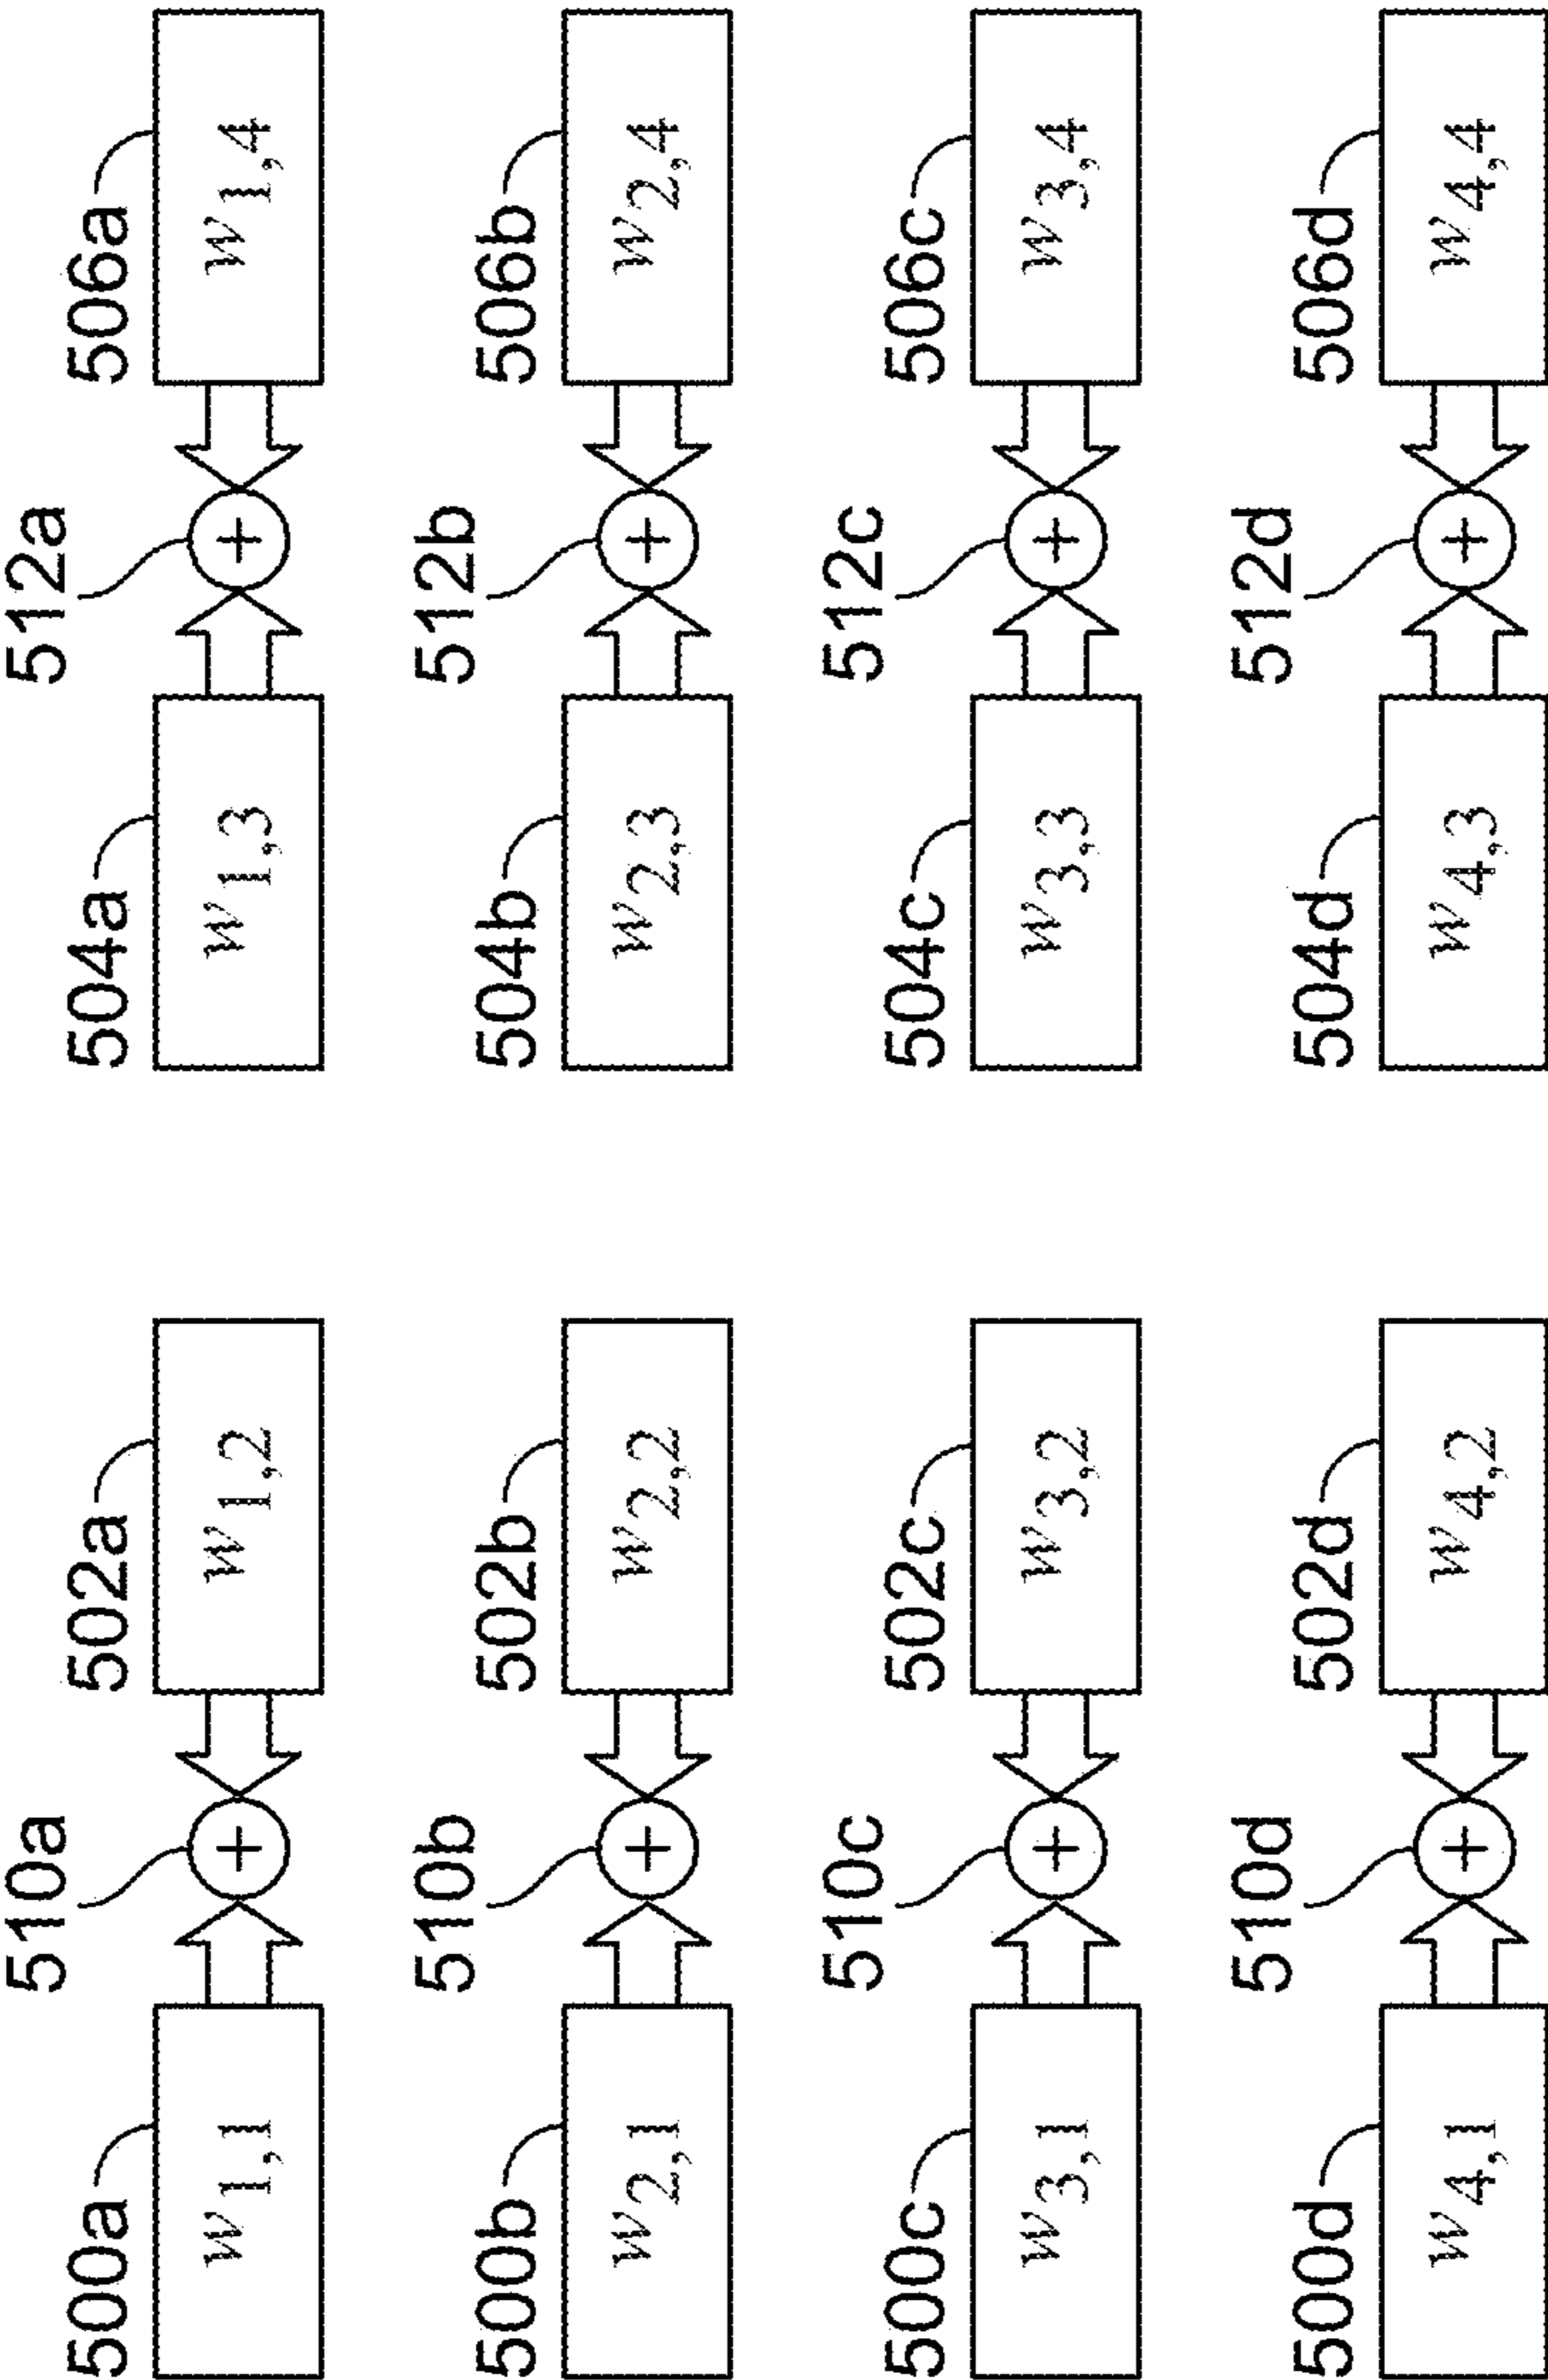 510a 512a
500a 502a 504a 506a
w1,1 w1,2 w1,3 w1,4
+ +
510b 512b
500b 502b 504b 506b
w2,1 w2,2 w2,3 w2,4
+ +
510c 512c
500c 502c 504c 506c
w3,1 w3,2 w3,3 w3,4
+ +
510d 512d
500d 502d 504d 506d
w4,1 w4,2 w4,3 w4,4
+ +